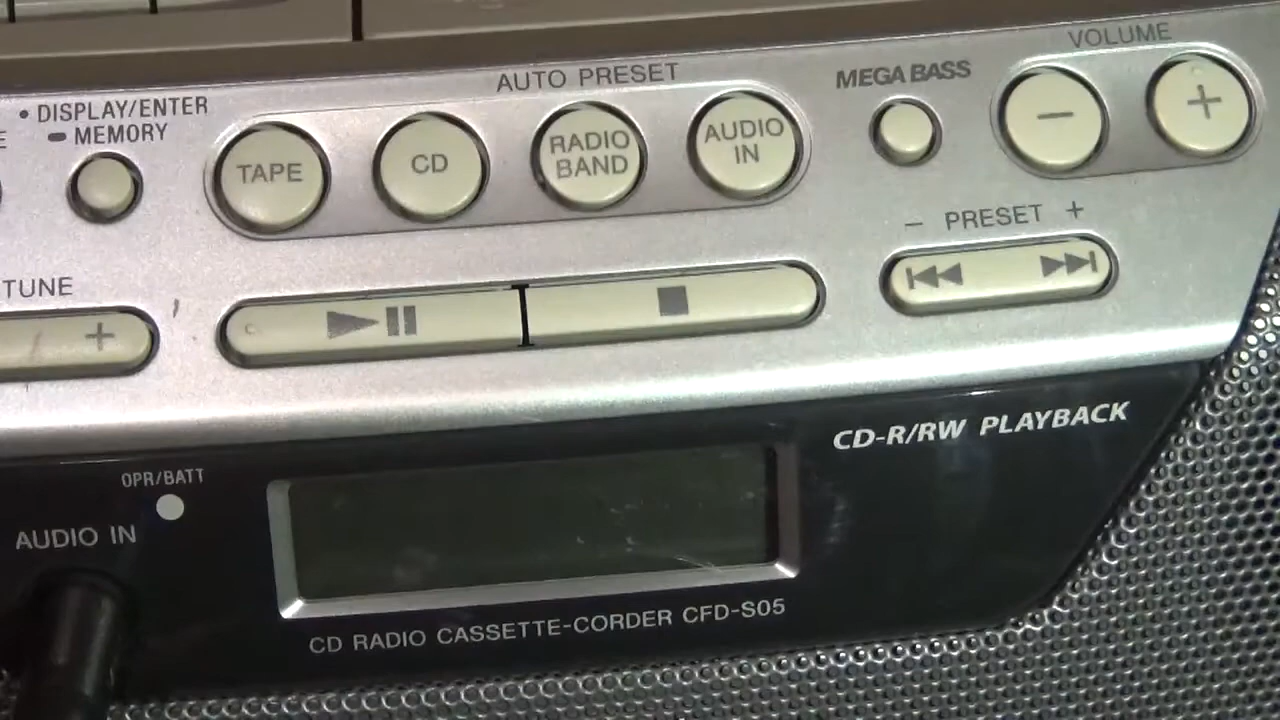 AUTO PRESET
MEGA BASS
VOLUME
• DISPLAY/ENTER
MEMORY
TAPE
CD
RADIO
BAND
AUDIO
IN
− +
− PRESET +
TUNE
+
CD-R/RW PLAYBACK
OPR/BATT
AUDIO IN
CD RADIO CASSETTE-CORDER CFD-S05